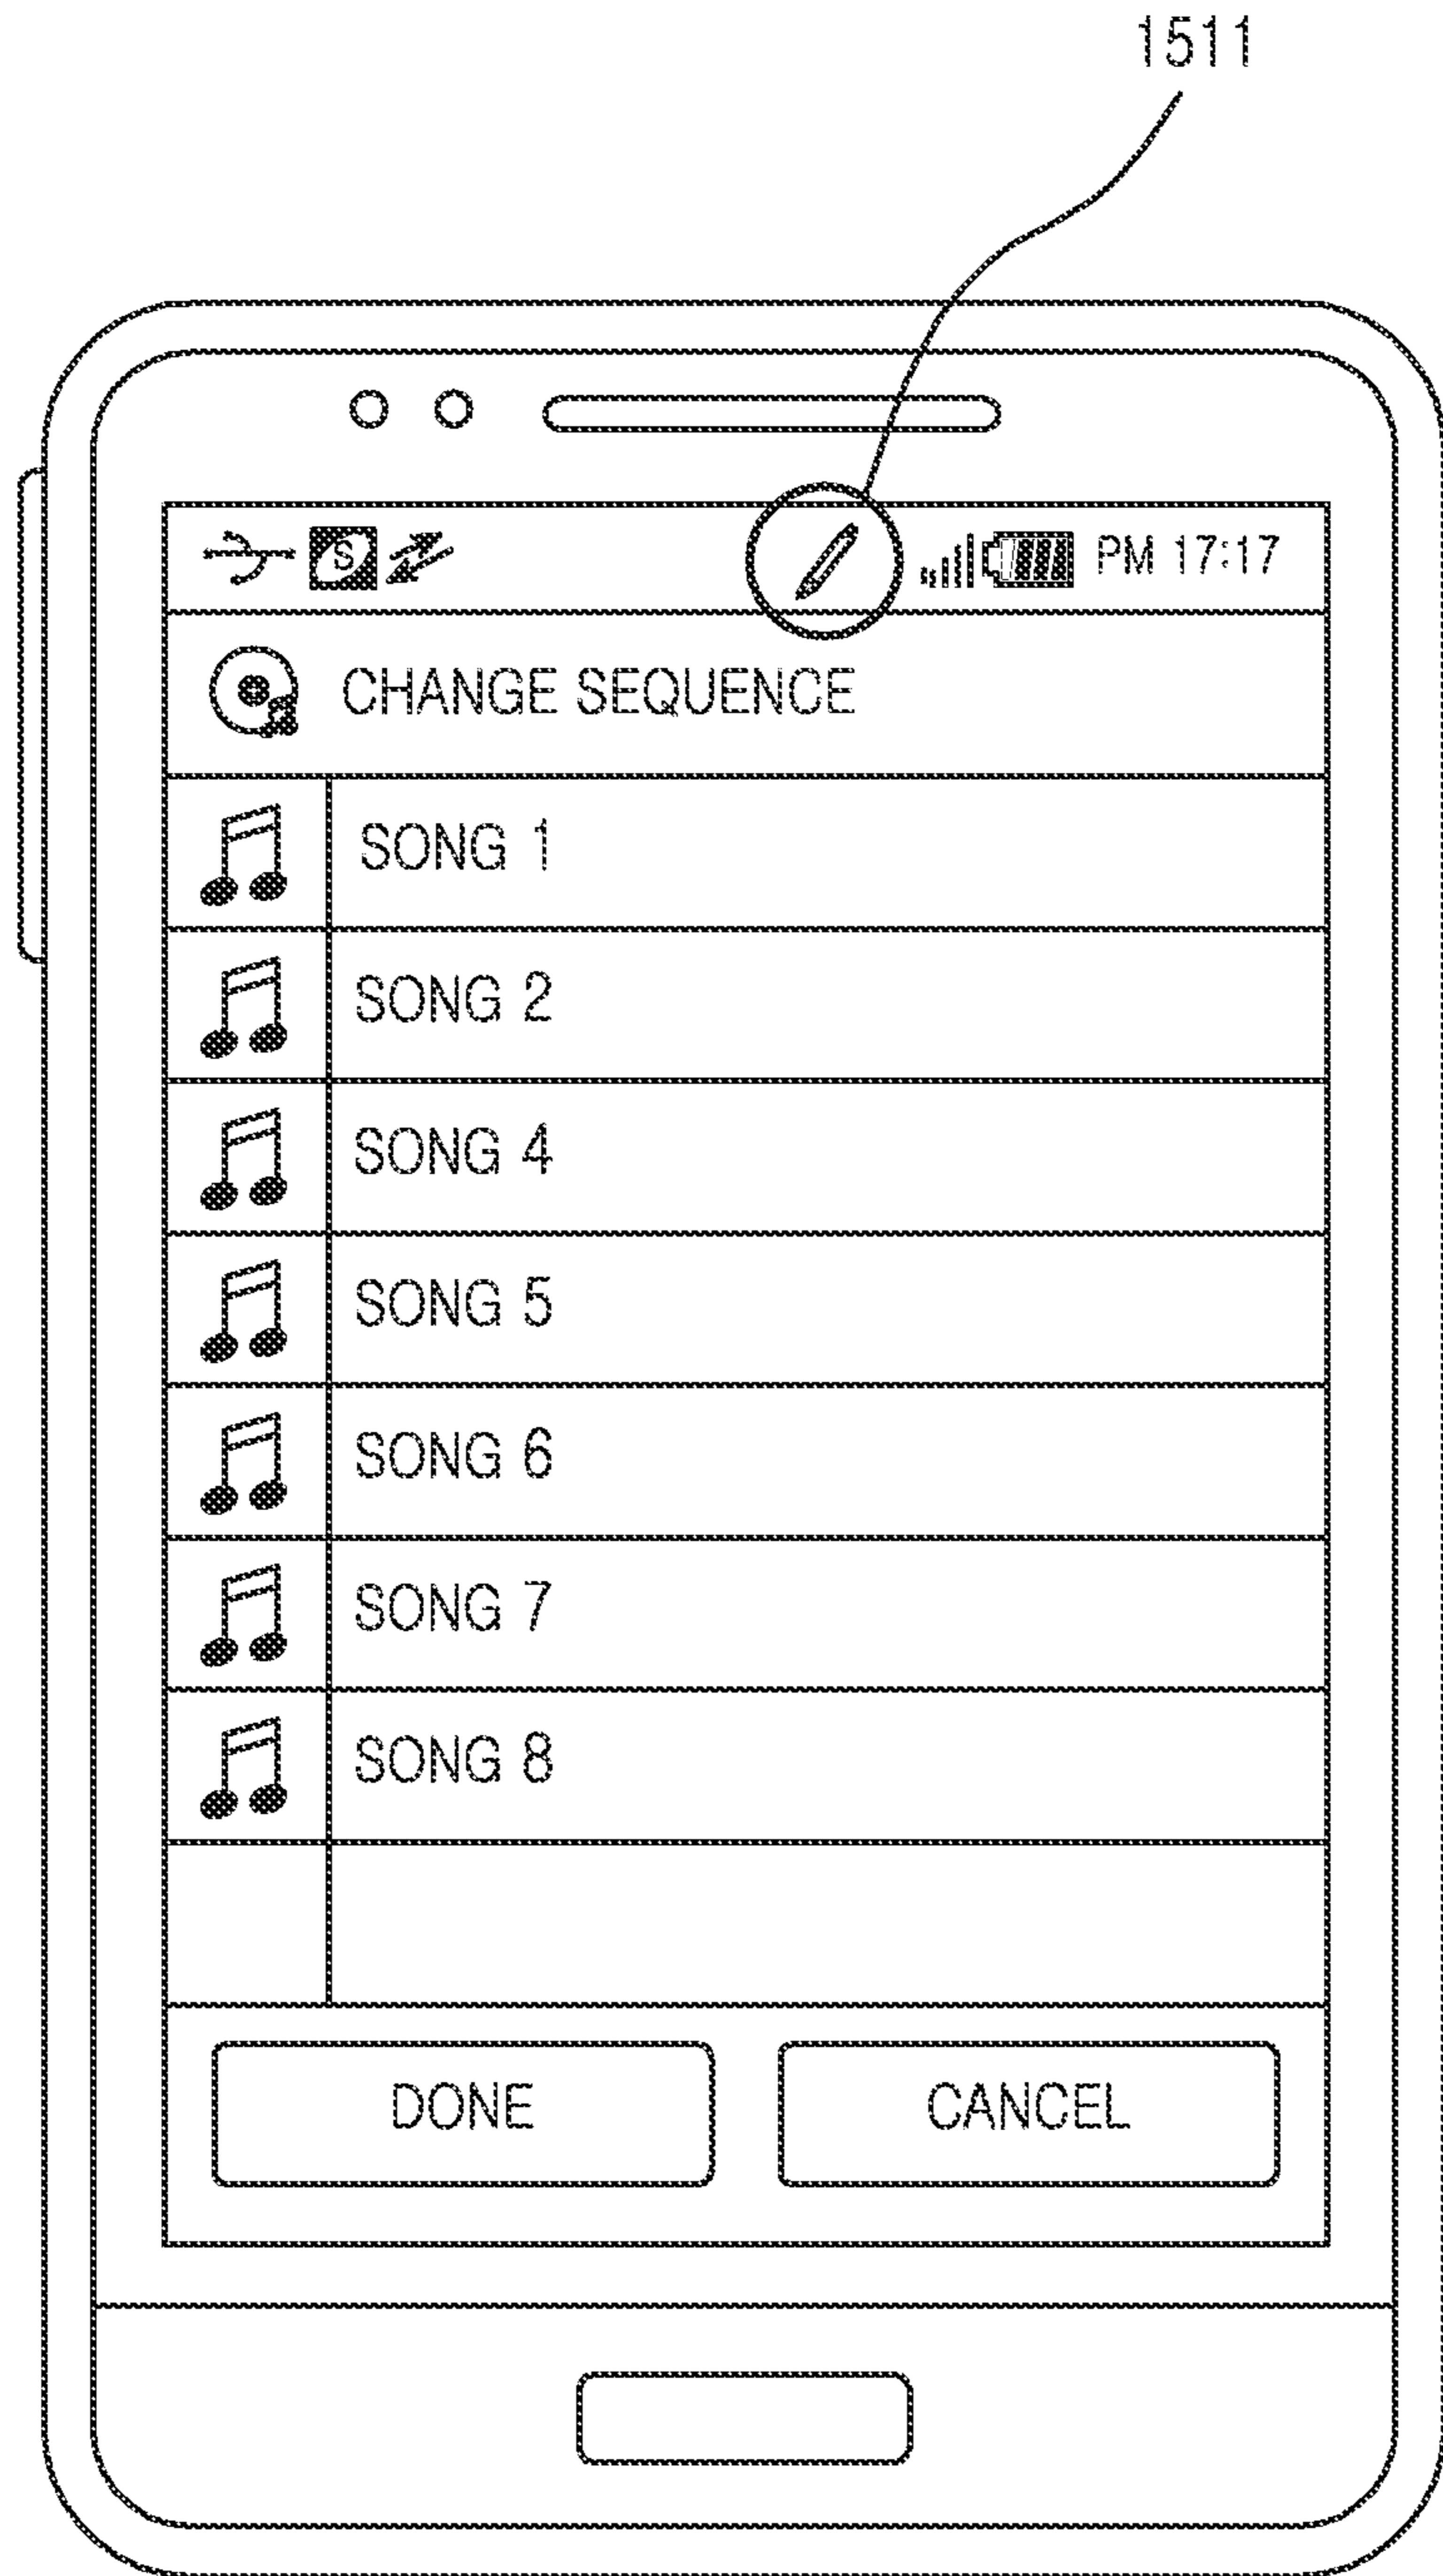 1511
S PM 17:17
CHANGE SEQUENCE
SONG 1
SONG 2
SONG 4
SONG 5
SONG 6
SONG 7
SONG 8
DONE CANCEL